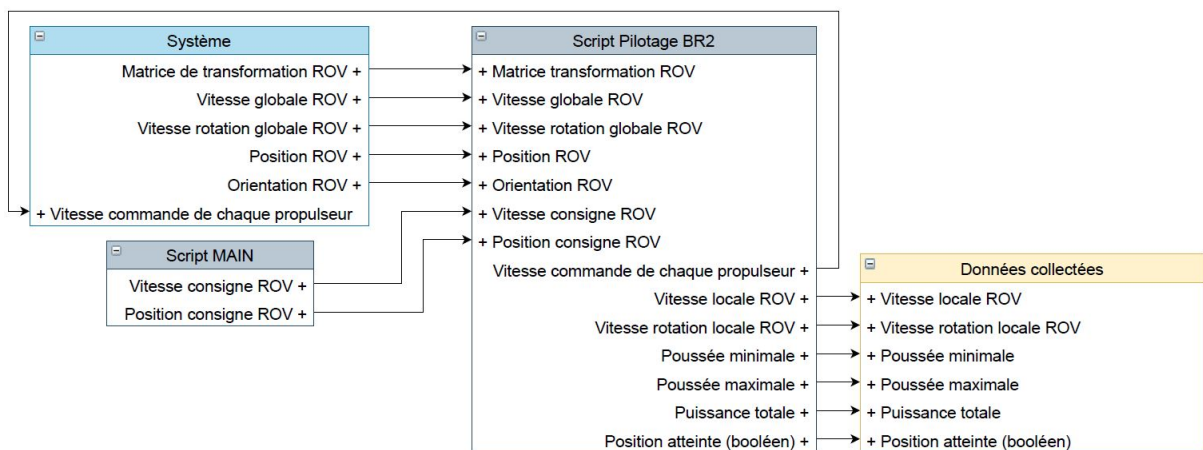 Système
Matrice de transformation ROV +
Vitesse globale ROV +
Vitesse rotation globale ROV +
Position ROV +
Orientation ROV +
+ Vitesse commande de chaque propulseur
Script MAIN
Vitesse consigne ROV +
Position consigne ROV +
Script Pilotage BR2
+ Matrice transformation ROV
+ Vitesse globale ROV
+ Vitesse rotation globale ROV
+ Position ROV
+ Orientation ROV
+ Vitesse consigne ROV
+ Position consigne ROV
Vitesse commande de chaque propulseur +
Vitesse locale ROV +
Vitesse rotation locale ROV +
Poussée minimale +
Poussée maximale +
Puissance totale +
Position atteinte (booléen) +
Données collectées
+ Vitesse locale ROV
+ Vitesse rotation locale ROV
+ Poussée minimale
+ Poussée maximale
+ Puissance totale
+ Position atteinte (booléen)